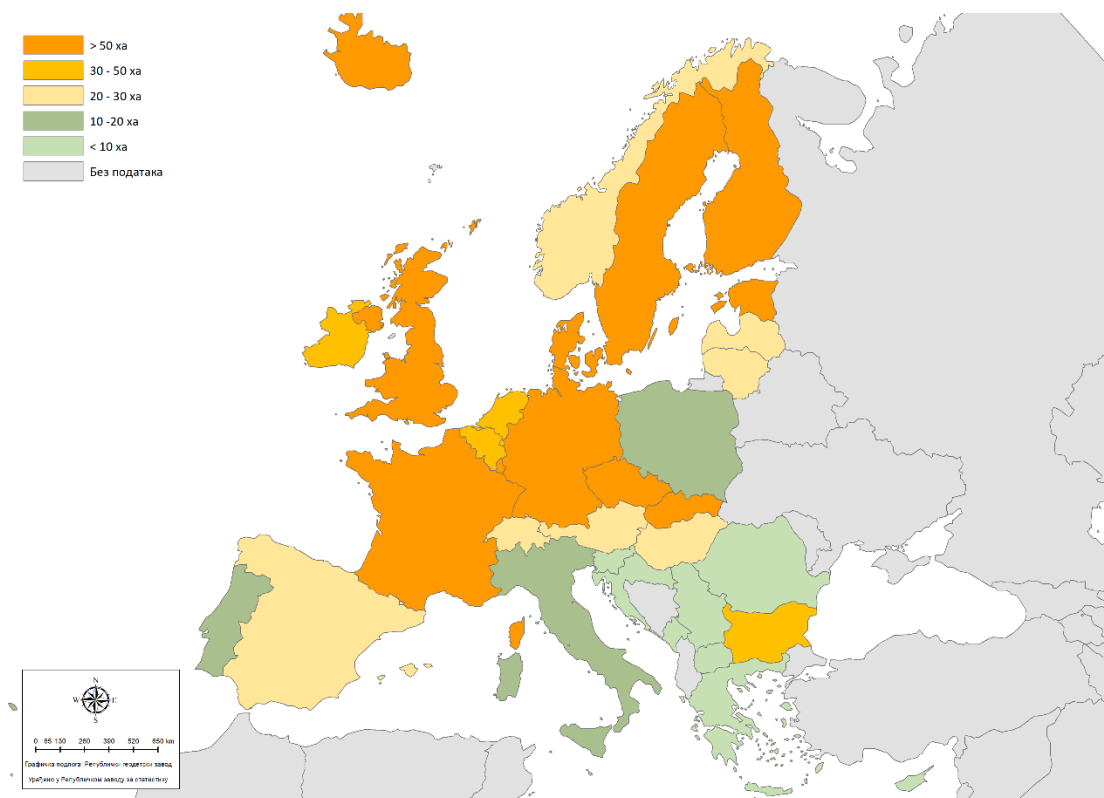 > 50 ха
30 - 50 ха
20 - 30 ха
10 -20 ха
< 10 ха
Без података
N
W E
S
0 65 130 260 390 520 650 km
Графичка подлога: Републички геодетски завод
Урађено у Републичком заводу за статистику